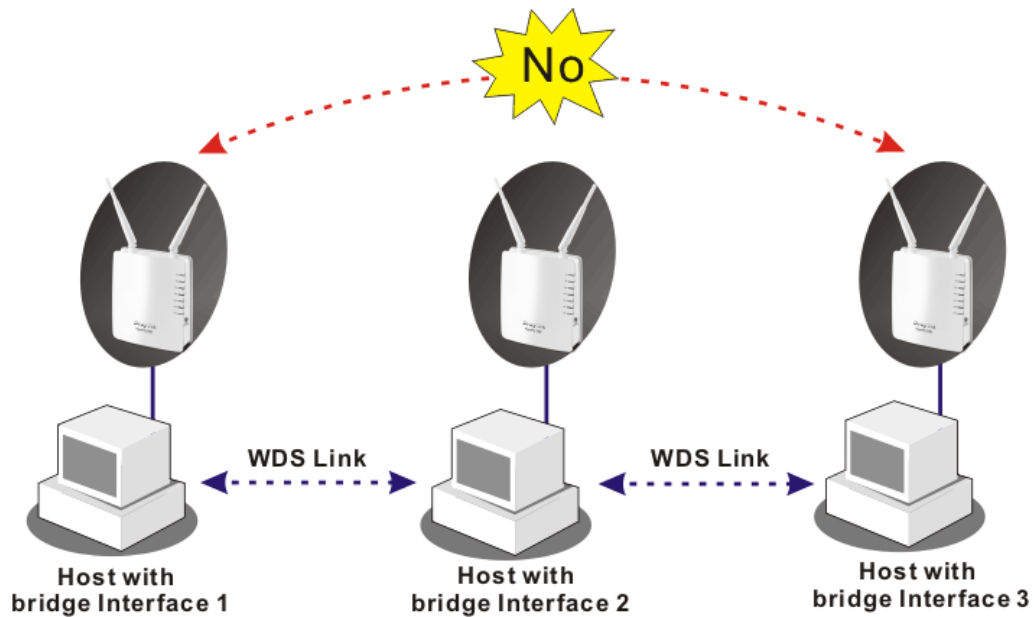 No
WDS Link
WDS Link
Host with
bridge Interface 1
Host with
bridge Interface 2
Host with
bridge Interface 3